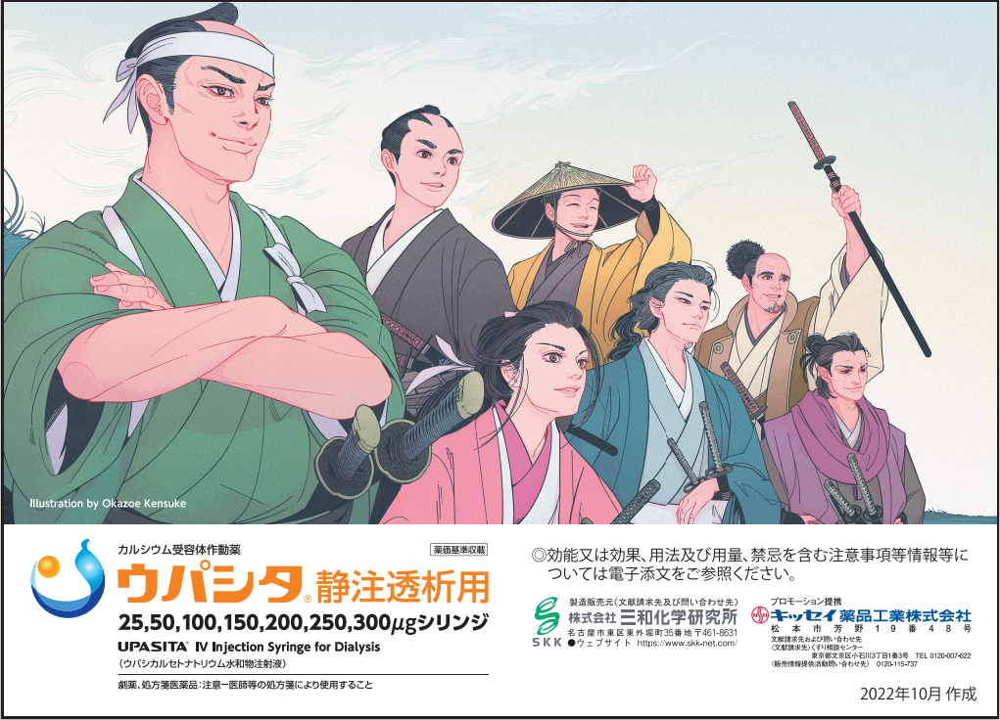 Illustration by Okazoe Kensuke
カルシウム受容体作動薬
薬価基準収載
ウパシタ®静注透析用
25,50,100,150,200,250,300μgシリンジ
UPASITA® IV Injection Syringe for Dialysis
（ウパシカルセトナトリウム水和物注射液）
劇薬、処方箋医薬品：注意－医師等の処方箋により使用すること
◎効能又は効果、用法及び用量、禁忌を含む注意事項等情報等に
ついては電子添文をご参照ください。
SKK
製造販売元（文献請求先及び問い合わせ先）
株式会社三和化学研究所
名古屋市東区東外堀町35番地 〒461-8631
●ウェブサイト https://www.skk-net.com/
プロモーション提携
キッセイ薬品工業株式会社
松本市芳野19番48号
文献請求先および問い合わせ先
〈文献請求先〉くすり相談センター
東京都文京区小石川3丁目1番3号 TEL 0120-007-622
〈販売情報提供活動問い合わせ先〉 0120-115-737
2022年10月 作成